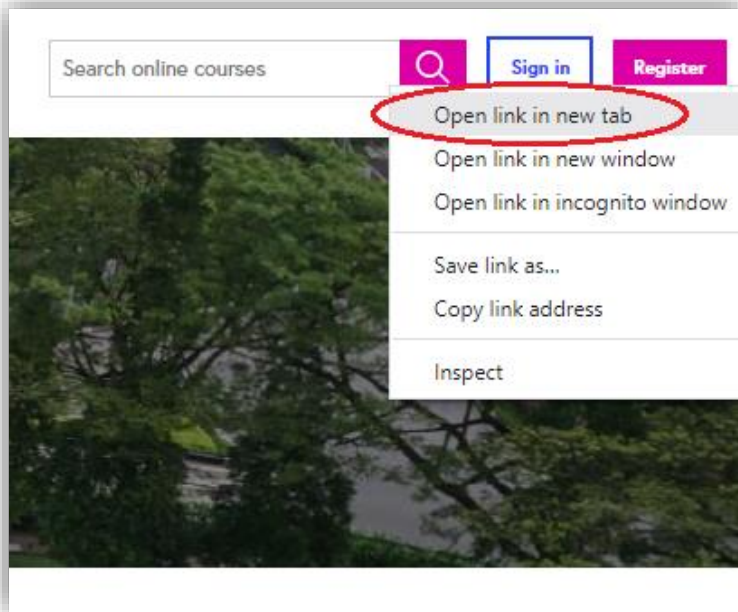 Search online courses
Sign in
Register
Open link in new tab
Open link in new window
Open link in incognito window
Save link as...
Copy link address
Inspect